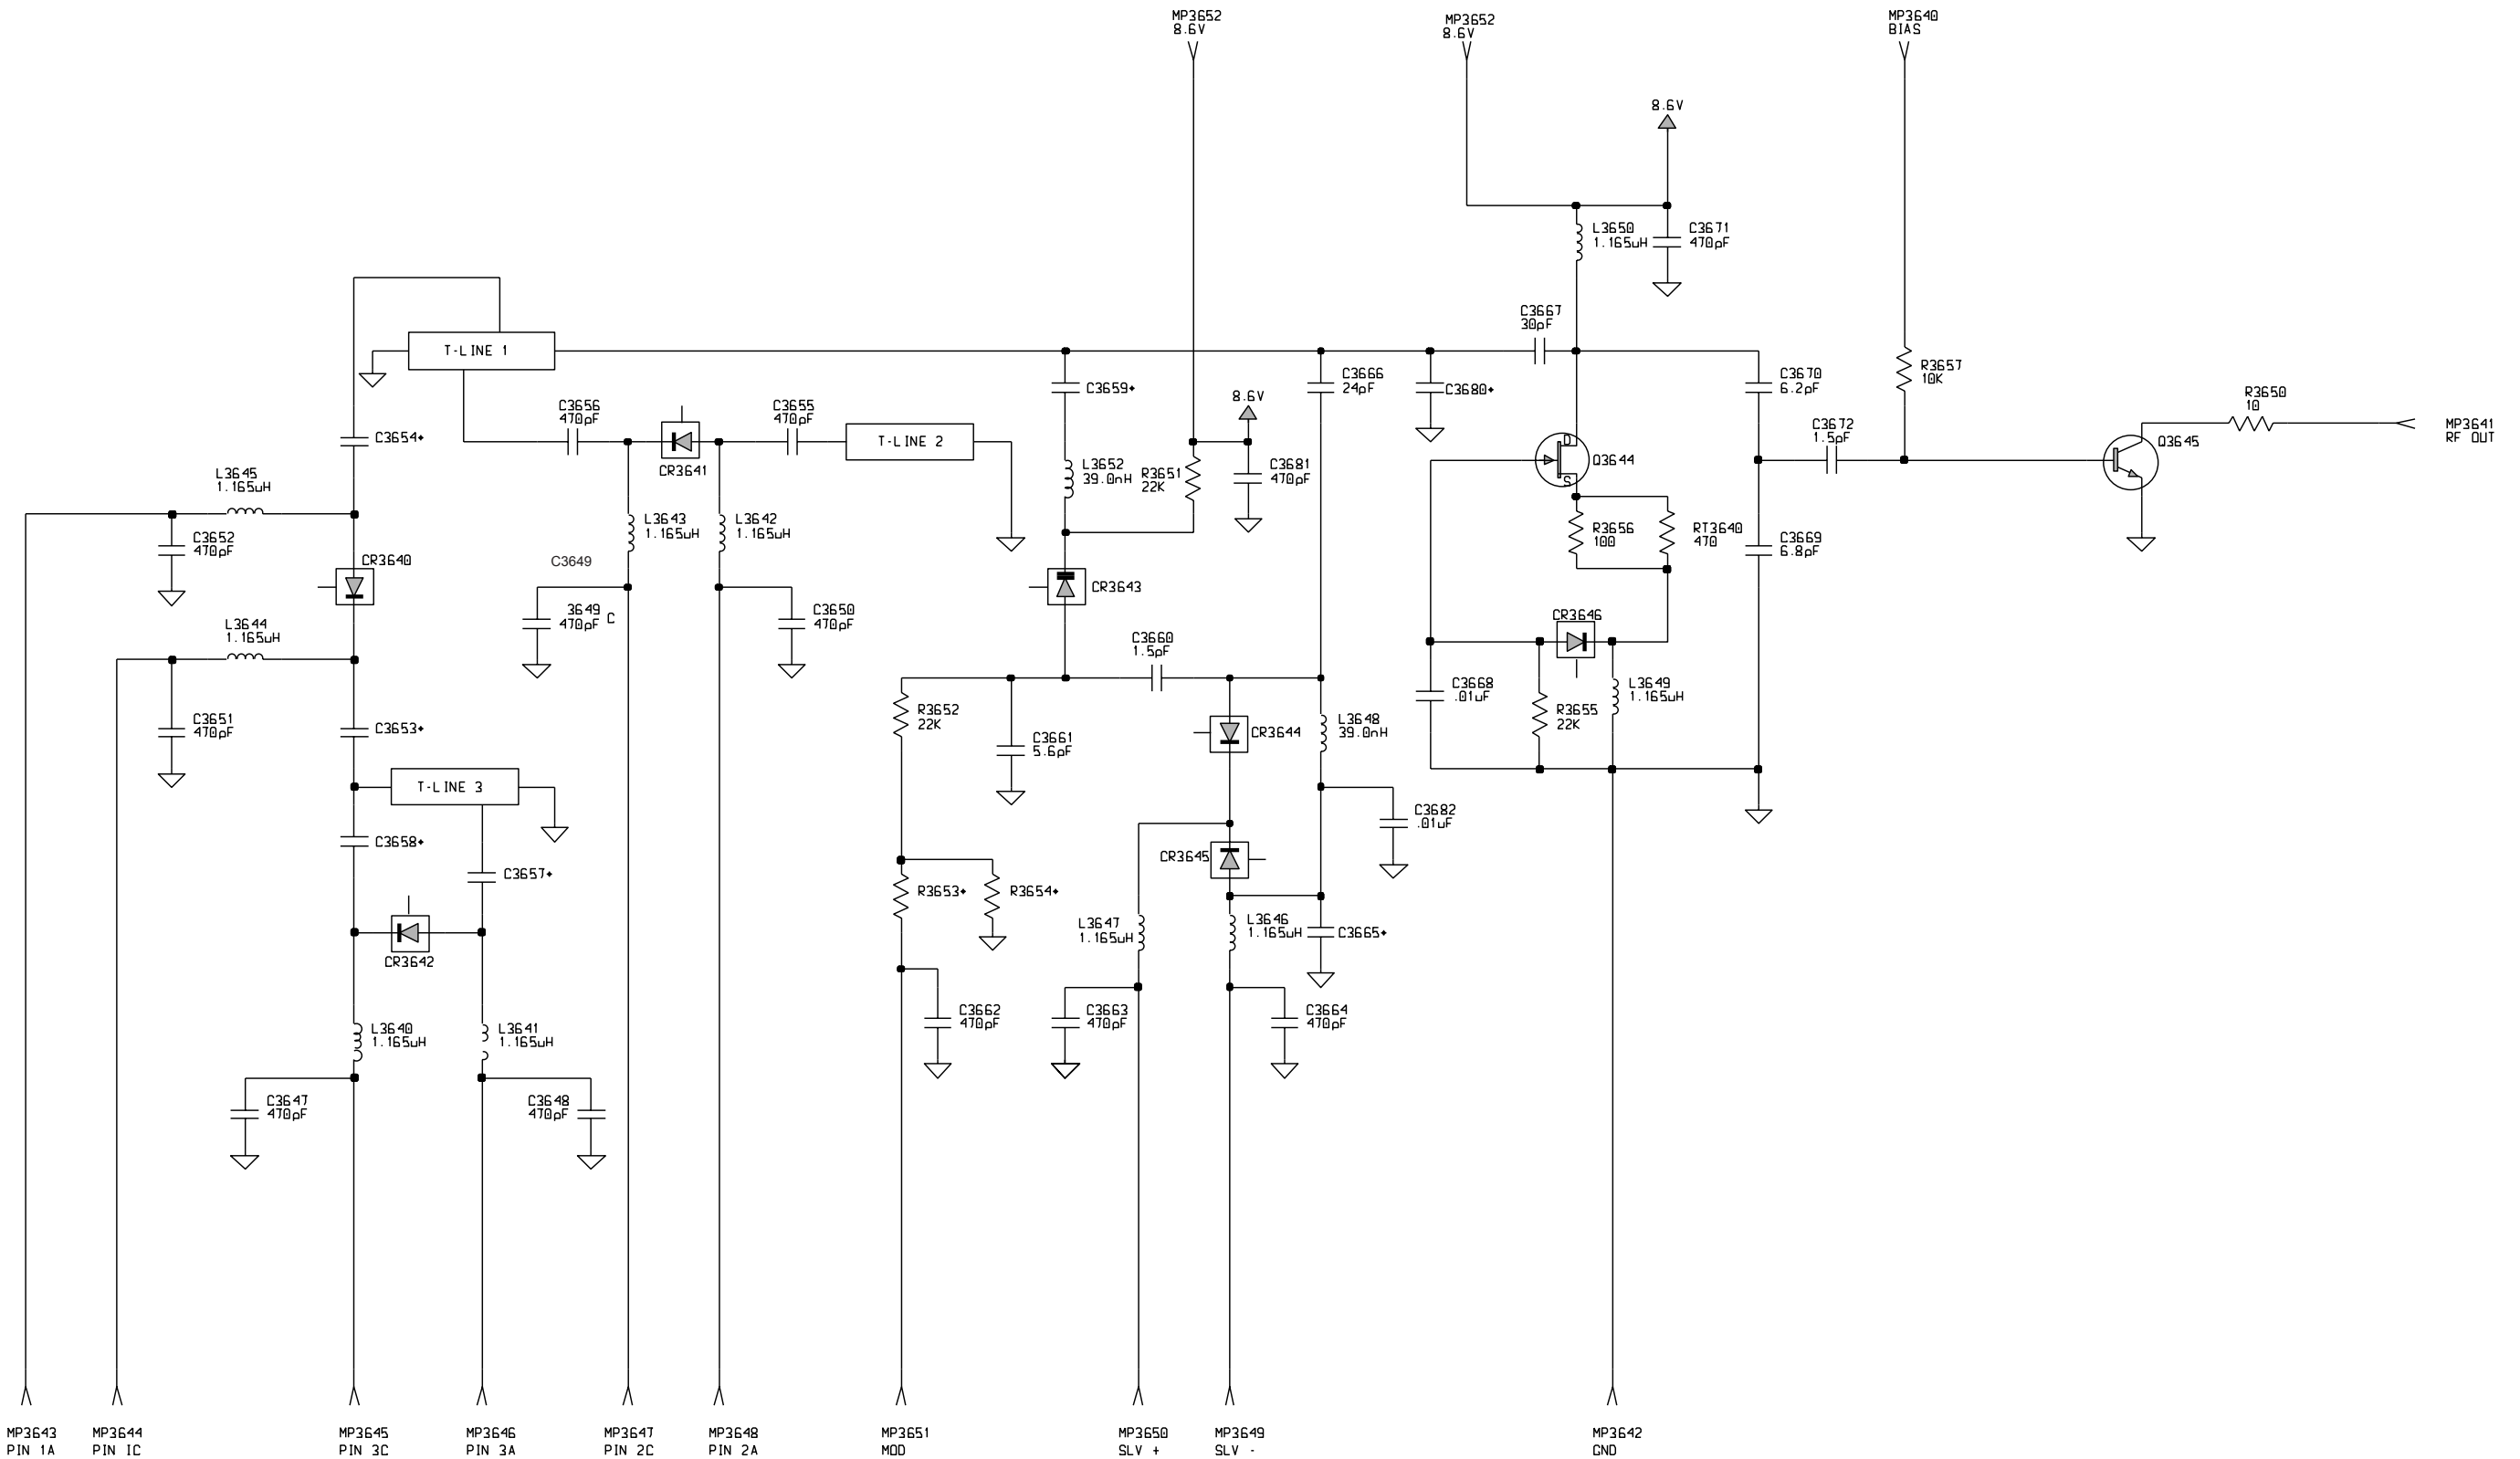 MP3652
8.6V
MP3652
8.6V
MP3640
BIAS
8.6V
L3650
1.165uH
C3671
470pF
C3667
30pF
T-LINE 1
C3666
24pF
C3659*
C3680*
C3670
6.2pF
R3657
10K
R3650
10
MP3641
RF OUT
C3656
470pF
C3655
470pF
8.6V
C3672
1.5pF
C3654*
T-LINE 2
CR3641
D
S
Q3644
Q3645
L3645
1.165uH
L3652
39.0nH
R3651
22K
C3681
470pF
C3652
470pF
L3643
1.165uH
L3642
1.165uH
R3656
100
RT3640
470
C3669
6.8pF
CR3640
C3649
CR3643
3649
470pF C
C3650
470pF
CR3646
L3644
1.165uH
C3660
1.5pF
C3651
470pF
C3653*
R3652
22K
C3661
5.6pF
CR3644
L3648
39.0nH
C3668
.01uF
R3655
22K
L3649
1.165uH
T-LINE 3
C3682
.01uF
C3658*
C3657*
CR3645
R3653*
R3654*
L3647
1.165uH
L3646
1.165uH
C3665*
CR3642
C3662
470pF
C3663
470pF
C3664
470pF
L3640
1.165uH
L3641
1.165uH
C3647
470pF
C3648
470pF
MP3643
PIN 1A
MP3644
PIN IC
MP3645
PIN 3C
MP3646
PIN 3A
MP3647
PIN 2C
MP3648
PIN 2A
MP3651
MOD
MP3650
SLV +
MP3649
SLV -
MP3642
GND